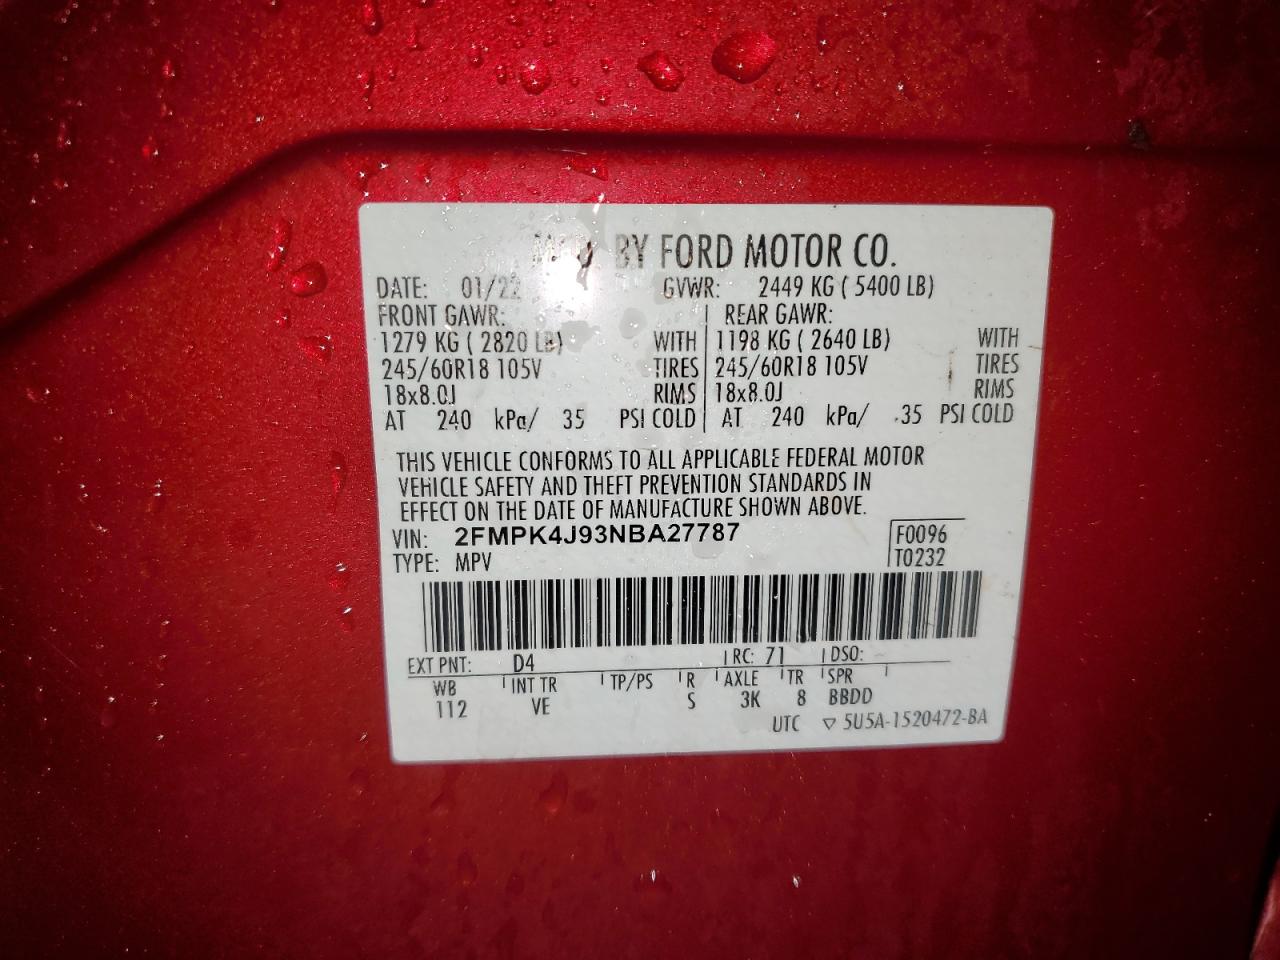 MFD BY FORD MOTOR CO.
DATE: 01/22 GVWR: 2449 KG ( 5400 LB)
FRONT GAWR: REAR GAWR:
1279 KG ( 2820 LB) WITH 1198 KG ( 2640 LB) WITH
245/60R18 105V TIRES 245/60R18 105V TIRES
18x8.0J RIMS 18x8.0J RIMS
AT 240 kPa/ 35 PSI COLD AT 240 kPa/ 35 PSI COLD
THIS VEHICLE CONFORMS TO ALL APPLICABLE FEDERAL MOTOR
VEHICLE SAFETY AND THEFT PREVENTION STANDARDS IN
EFFECT ON THE DATE OF MANUFACTURE SHOWN ABOVE.
VIN: 2FMPK4J93NBA27787 F0096
TYPE: MPV T0232
EXT PNT: D4 RC: 71 DSO:
WB INT TR TP/PS R AXLE TR SPR
112 VE S 3K 8 BBDD
UTC ▽ 5U5A-1520472-BA